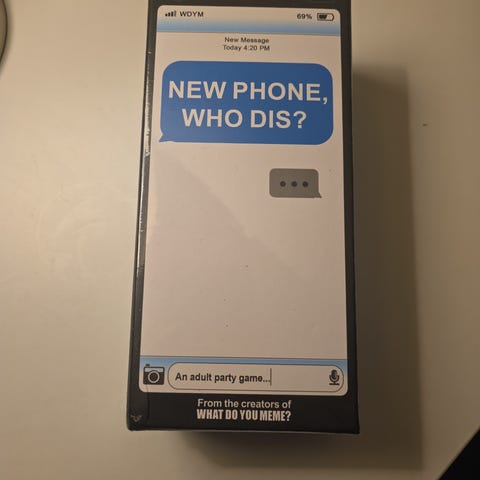 WDYM 69%
New Message
Today 4:20 PM
NEW PHONE,
WHO DIS?
An adult party game...
From the creators of
WHAT DO YOU MEME?